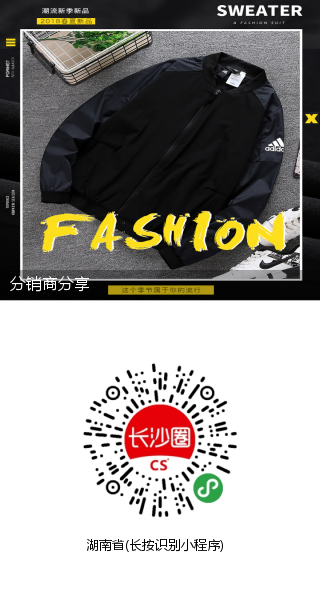 潮流新季新品
2018春夏新品
SWEATER
A FASHION SUIT
adidas
FASHION
分销商分享
这个季节属于你的流行
长沙圈
CS
湖南省(长按识别小程序)